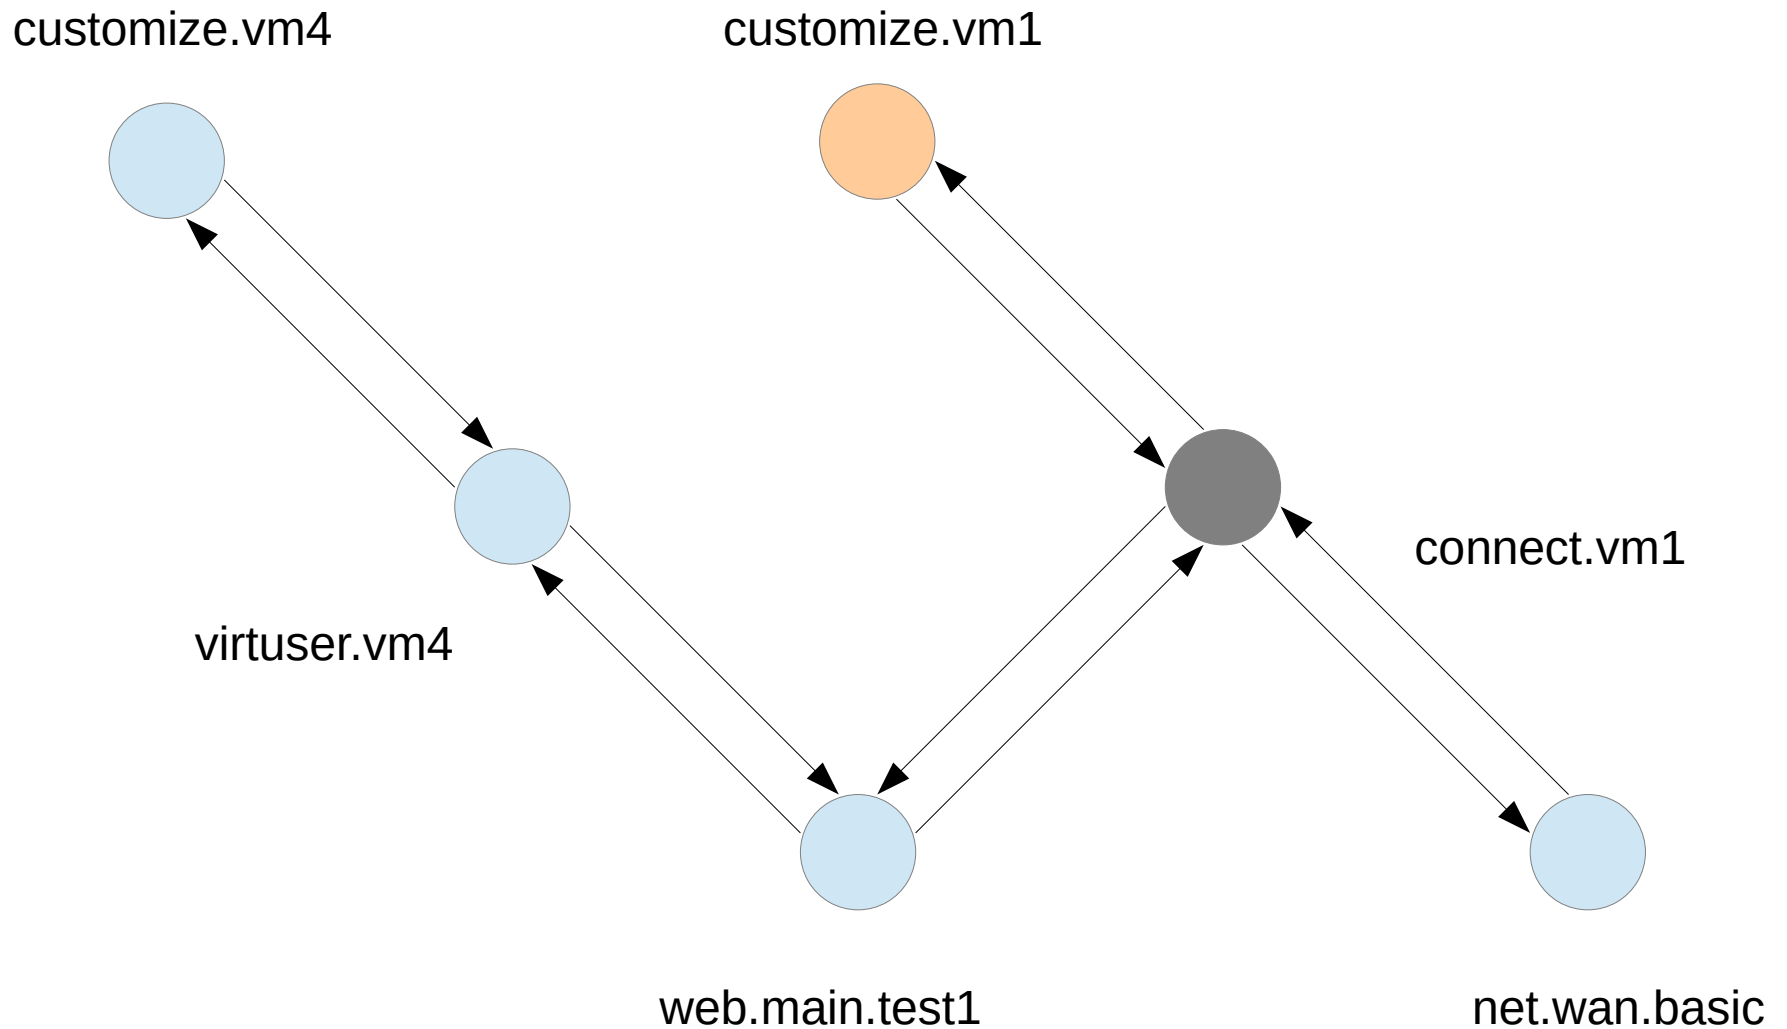 customize.vm4
customize.vm1
connect.vm1
virtuser.vm4
web.main.test1
net.wan.basic